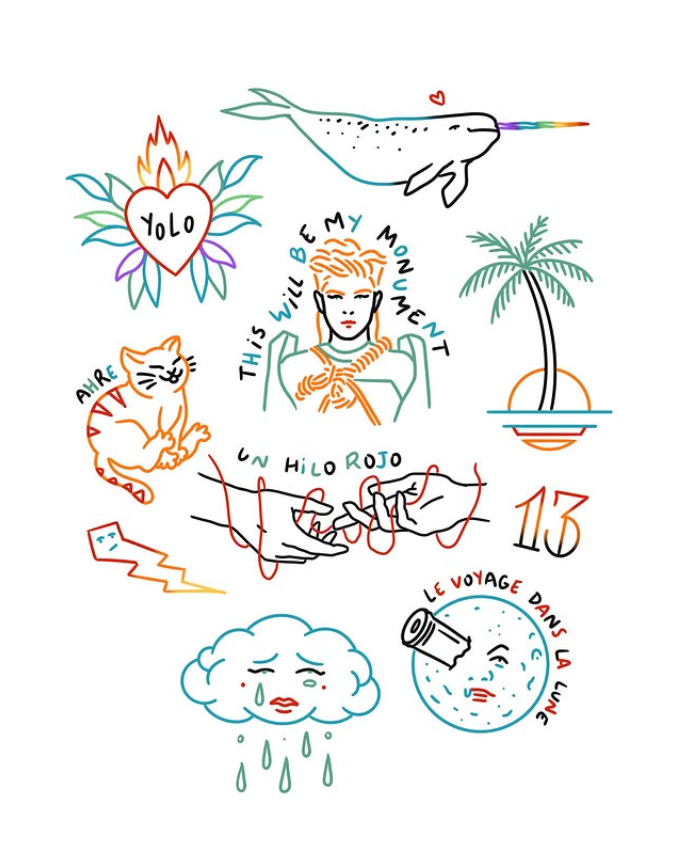 YOLO
THiS WiLL BE MY MONUMENT
AHRE
UN HiLO ROJO
13
LE VOYAGE DANS LA LUNE